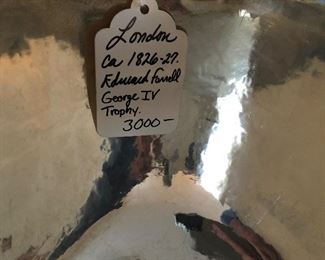 London
ca 1826-27.
Edward Farrell
George IV
Trophy.
3000—